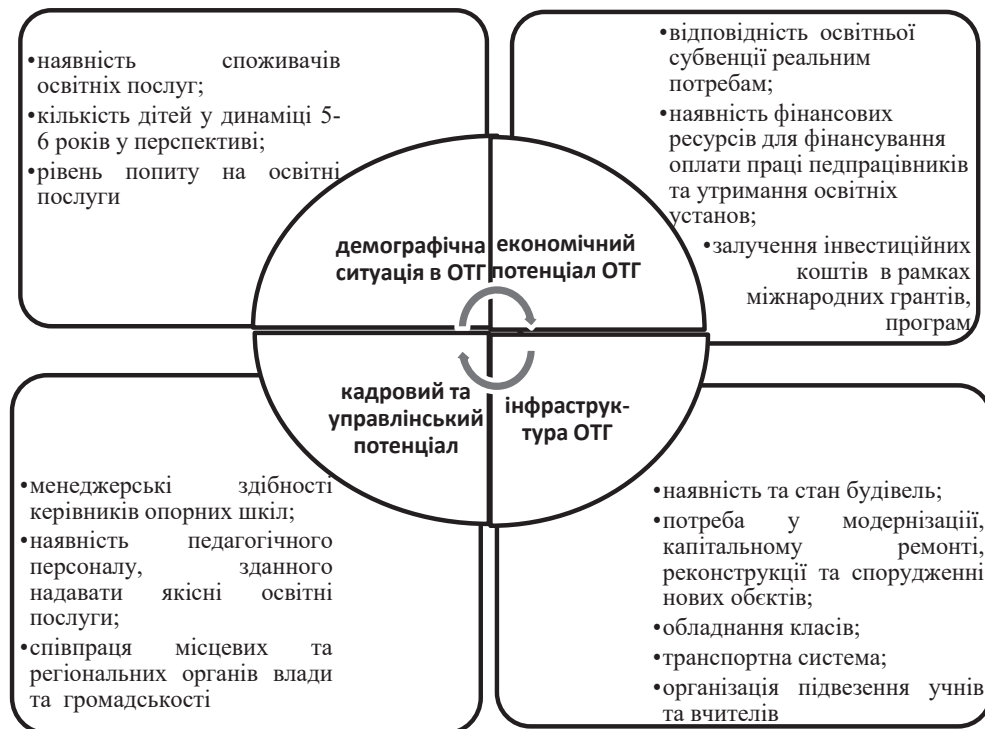 •наявність споживачів
освітніх послуг;
•кількість дітей у динаміці 5-
6 років у перспективі;
•рівень попиту на освітні
послуги
•відповідність освітньої
субвенції реальним
потребам;
•наявність фінансових
ресурсів для фінансування
оплати праці педпрацівників
та утримання освітніх
установ;
•залучення інвестиційних
коштів в рамках
міжнародних грантів,
програм
демографічна
ситуація в ОТГ
економічний
потенціал ОТГ
кадровий та
управлінський
потенціал
інфраструк-
тура ОТГ
•менеджерські здібності
керівників опорних шкіл;
•наявність педагогічного
персоналу, зданного
надавати якісні освітні
послуги;
•співпраця місцевих та
регіональних органів влади
та громадськості
•наявність та стан будівель;
•потреба у модернізаціїї,
капітальному ремонті,
реконструкції та спорудженні
нових обєктів;
•обладнання класів;
•транспортна система;
•організація підвезення учнів
та вчителів